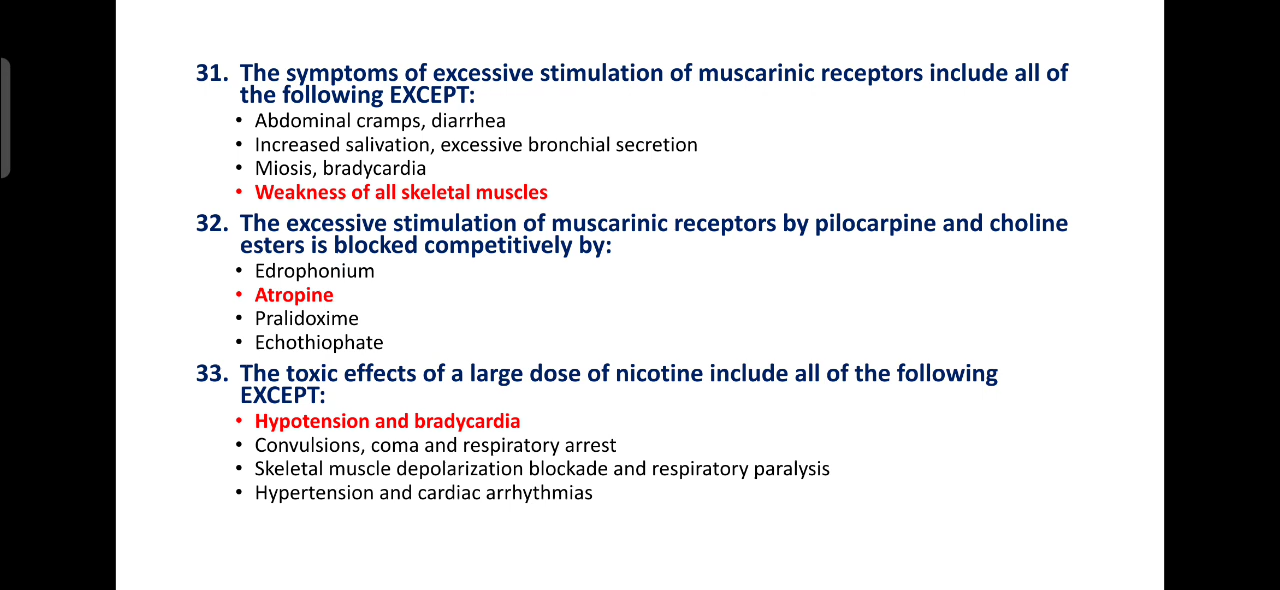 31. The symptoms of excessive stimulation of muscarinic receptors include all of
the following EXCEPT:
• Abdominal cramps, diarrhea
• Increased salivation, excessive bronchial secretion
• Miosis, bradycardia
• Weakness of all skeletal muscles
32. The excessive stimulation of muscarinic receptors by pilocarpine and choline
esters is blocked competitively by:
• Edrophonium
• Atropine
• Pralidoxime
• Echothiophate
33. The toxic effects of a large dose of nicotine include all of the following
EXCEPT:
• Hypotension and bradycardia
• Convulsions, coma and respiratory arrest
• Skeletal muscle depolarization blockade and respiratory paralysis
• Hypertension and cardiac arrhythmias